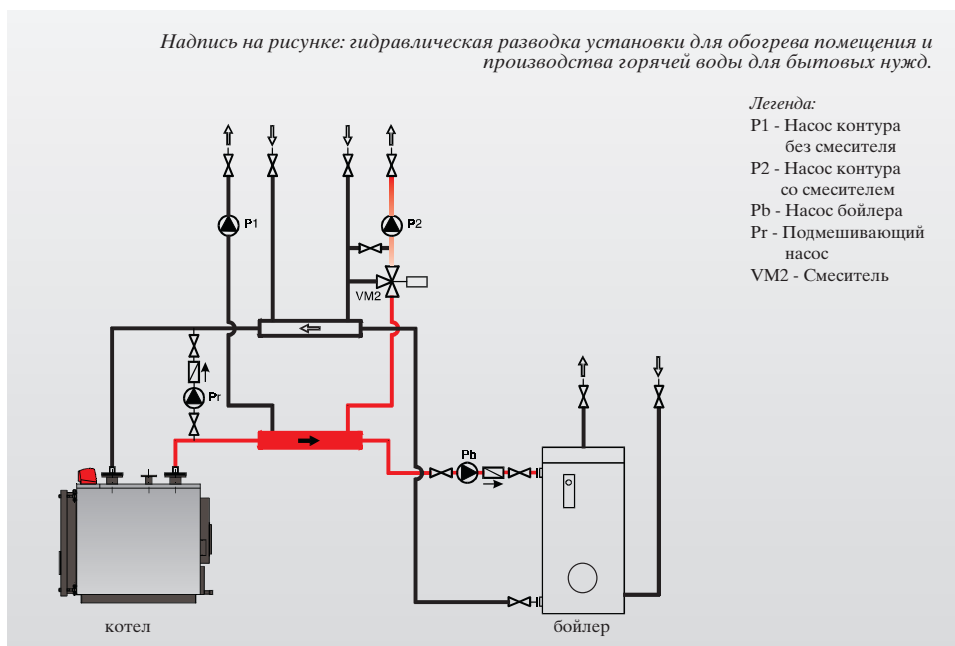 Надпись на рисунке: гидравлическая разводка установки для обогрева помещения и
производства горячей воды для бытовых нужд.
Легенда:
P1 - Насос контура
без смесителя
P2 - Насос контура
со смесителем
Pb - Насос бойлера
Pr - Подмешивающий
насос
VM2 - Смеситель
P1
P2
VM2
Pr
Pb
котел
бойлер